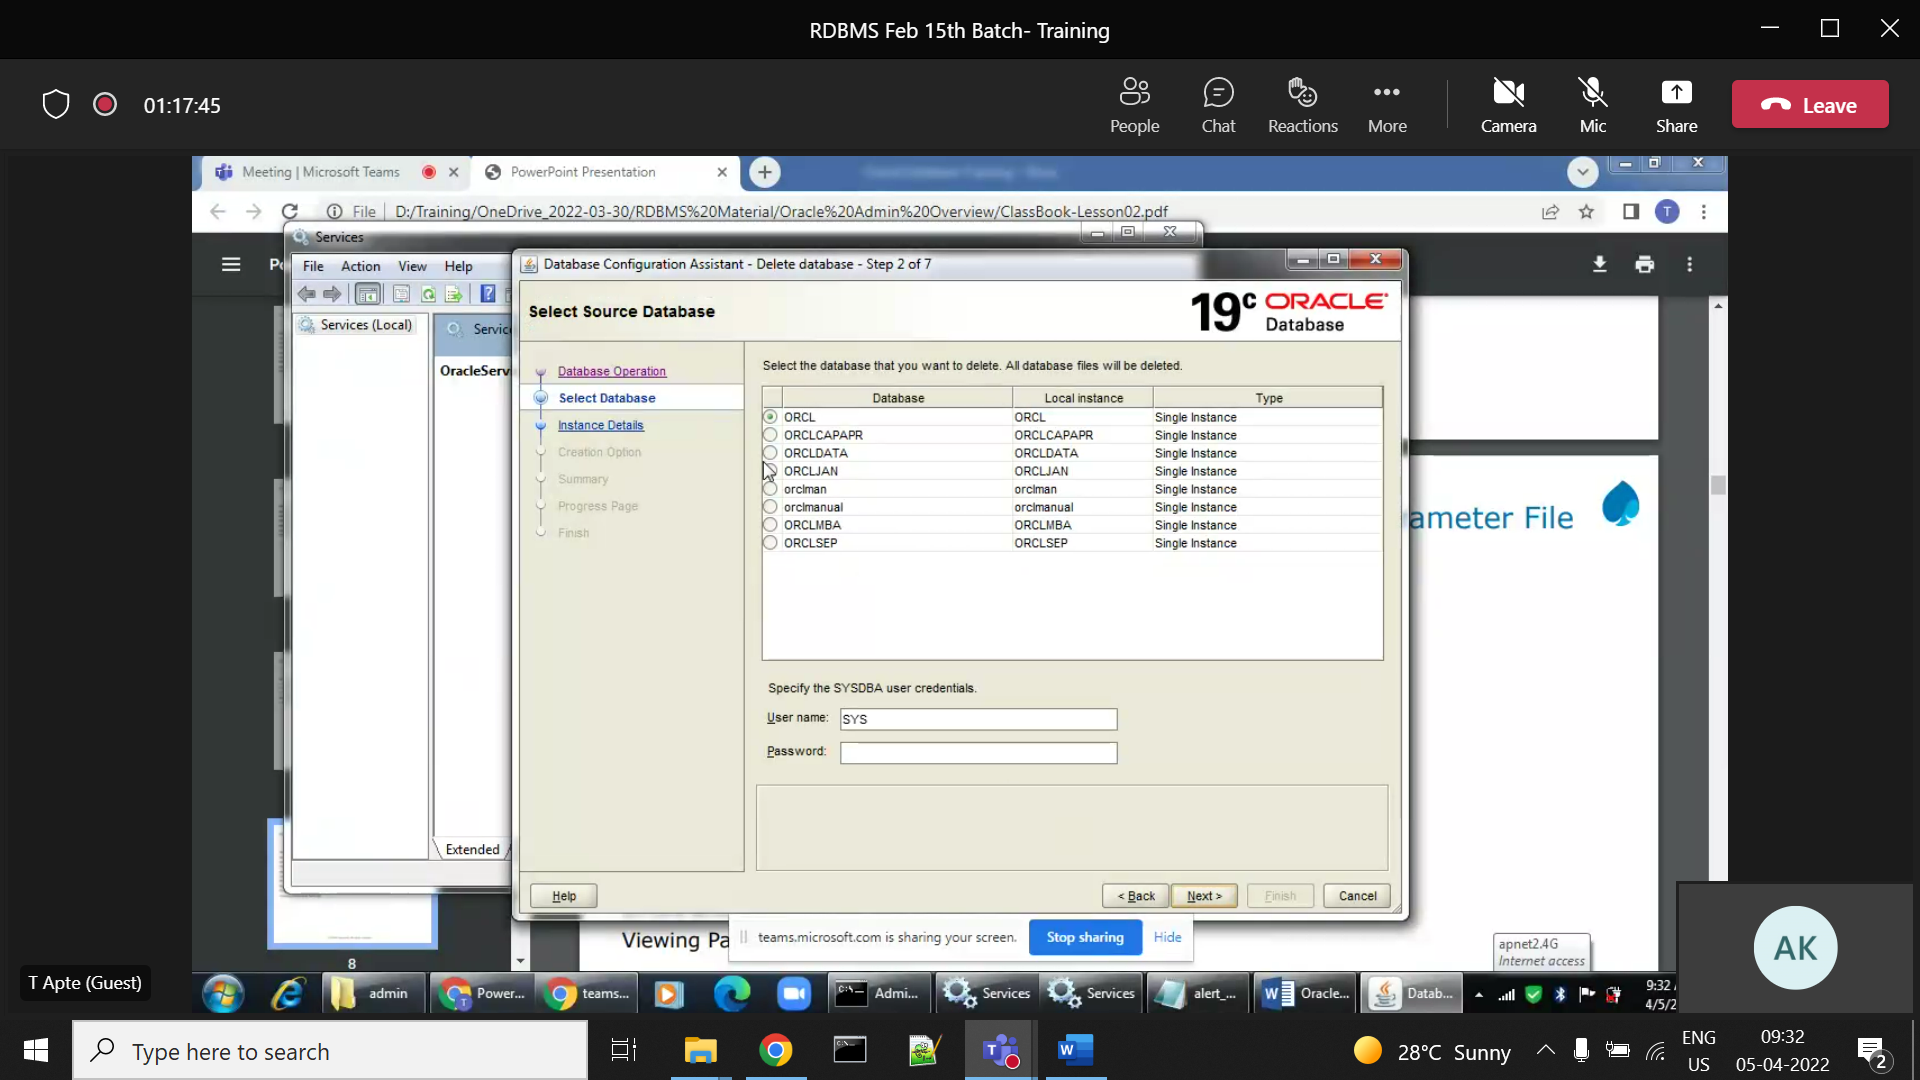 RDBMS Feb 15th Batch- Training
01:17:45
People
Chat
Reactions
More
Camera
Mic
Share
Leave
Meeting | Microsoft Teams
PowerPoint Presentation
File
D:/Training/OneDrive_2022-03-30/RDBMS%20Material/Oracle%20Admin%20Overview/ClassBook-Lesson02.pdf
T
Services
File Action View Help
Services (Local)
Servic
OracleServi
Extended
Database Configuration Assistant - Delete database - Step 2 of 7
Select Source Database
19c ORACLE
Database
Database Operation
Select Database
Instance Details
Creation Option
Summary
Progress Page
Finish
Select the database that you want to delete. All database files will be deleted.
Database Local instance Type
ORCL ORCL Single Instance
ORCLCAPAPR ORCLCAPAPR Single Instance
ORCLDATA ORCLDATA Single Instance
ORCLJAN ORCLJAN Single Instance
orclman orclman Single Instance
orclmanual orclmanual Single Instance
ORCLMBA ORCLMBA Single Instance
ORCLSEP ORCLSEP Single Instance
Specify the SYSDBA user credentials.
User name: SYS
Password:
Help
< Back
Next >
Finish
Cancel
ameter File
Viewing Pa
8
teams.microsoft.com is sharing your screen.
Stop sharing
Hide
apnet2.4G
Internet access
AK
T Apte (Guest)
admin
Power...
teams...
Admi...
Services
Services
alert_...
Oracle...
Datab...
9:32
4/5/2
Type here to search
28°C Sunny
ENG
US
09:32
05-04-2022
2